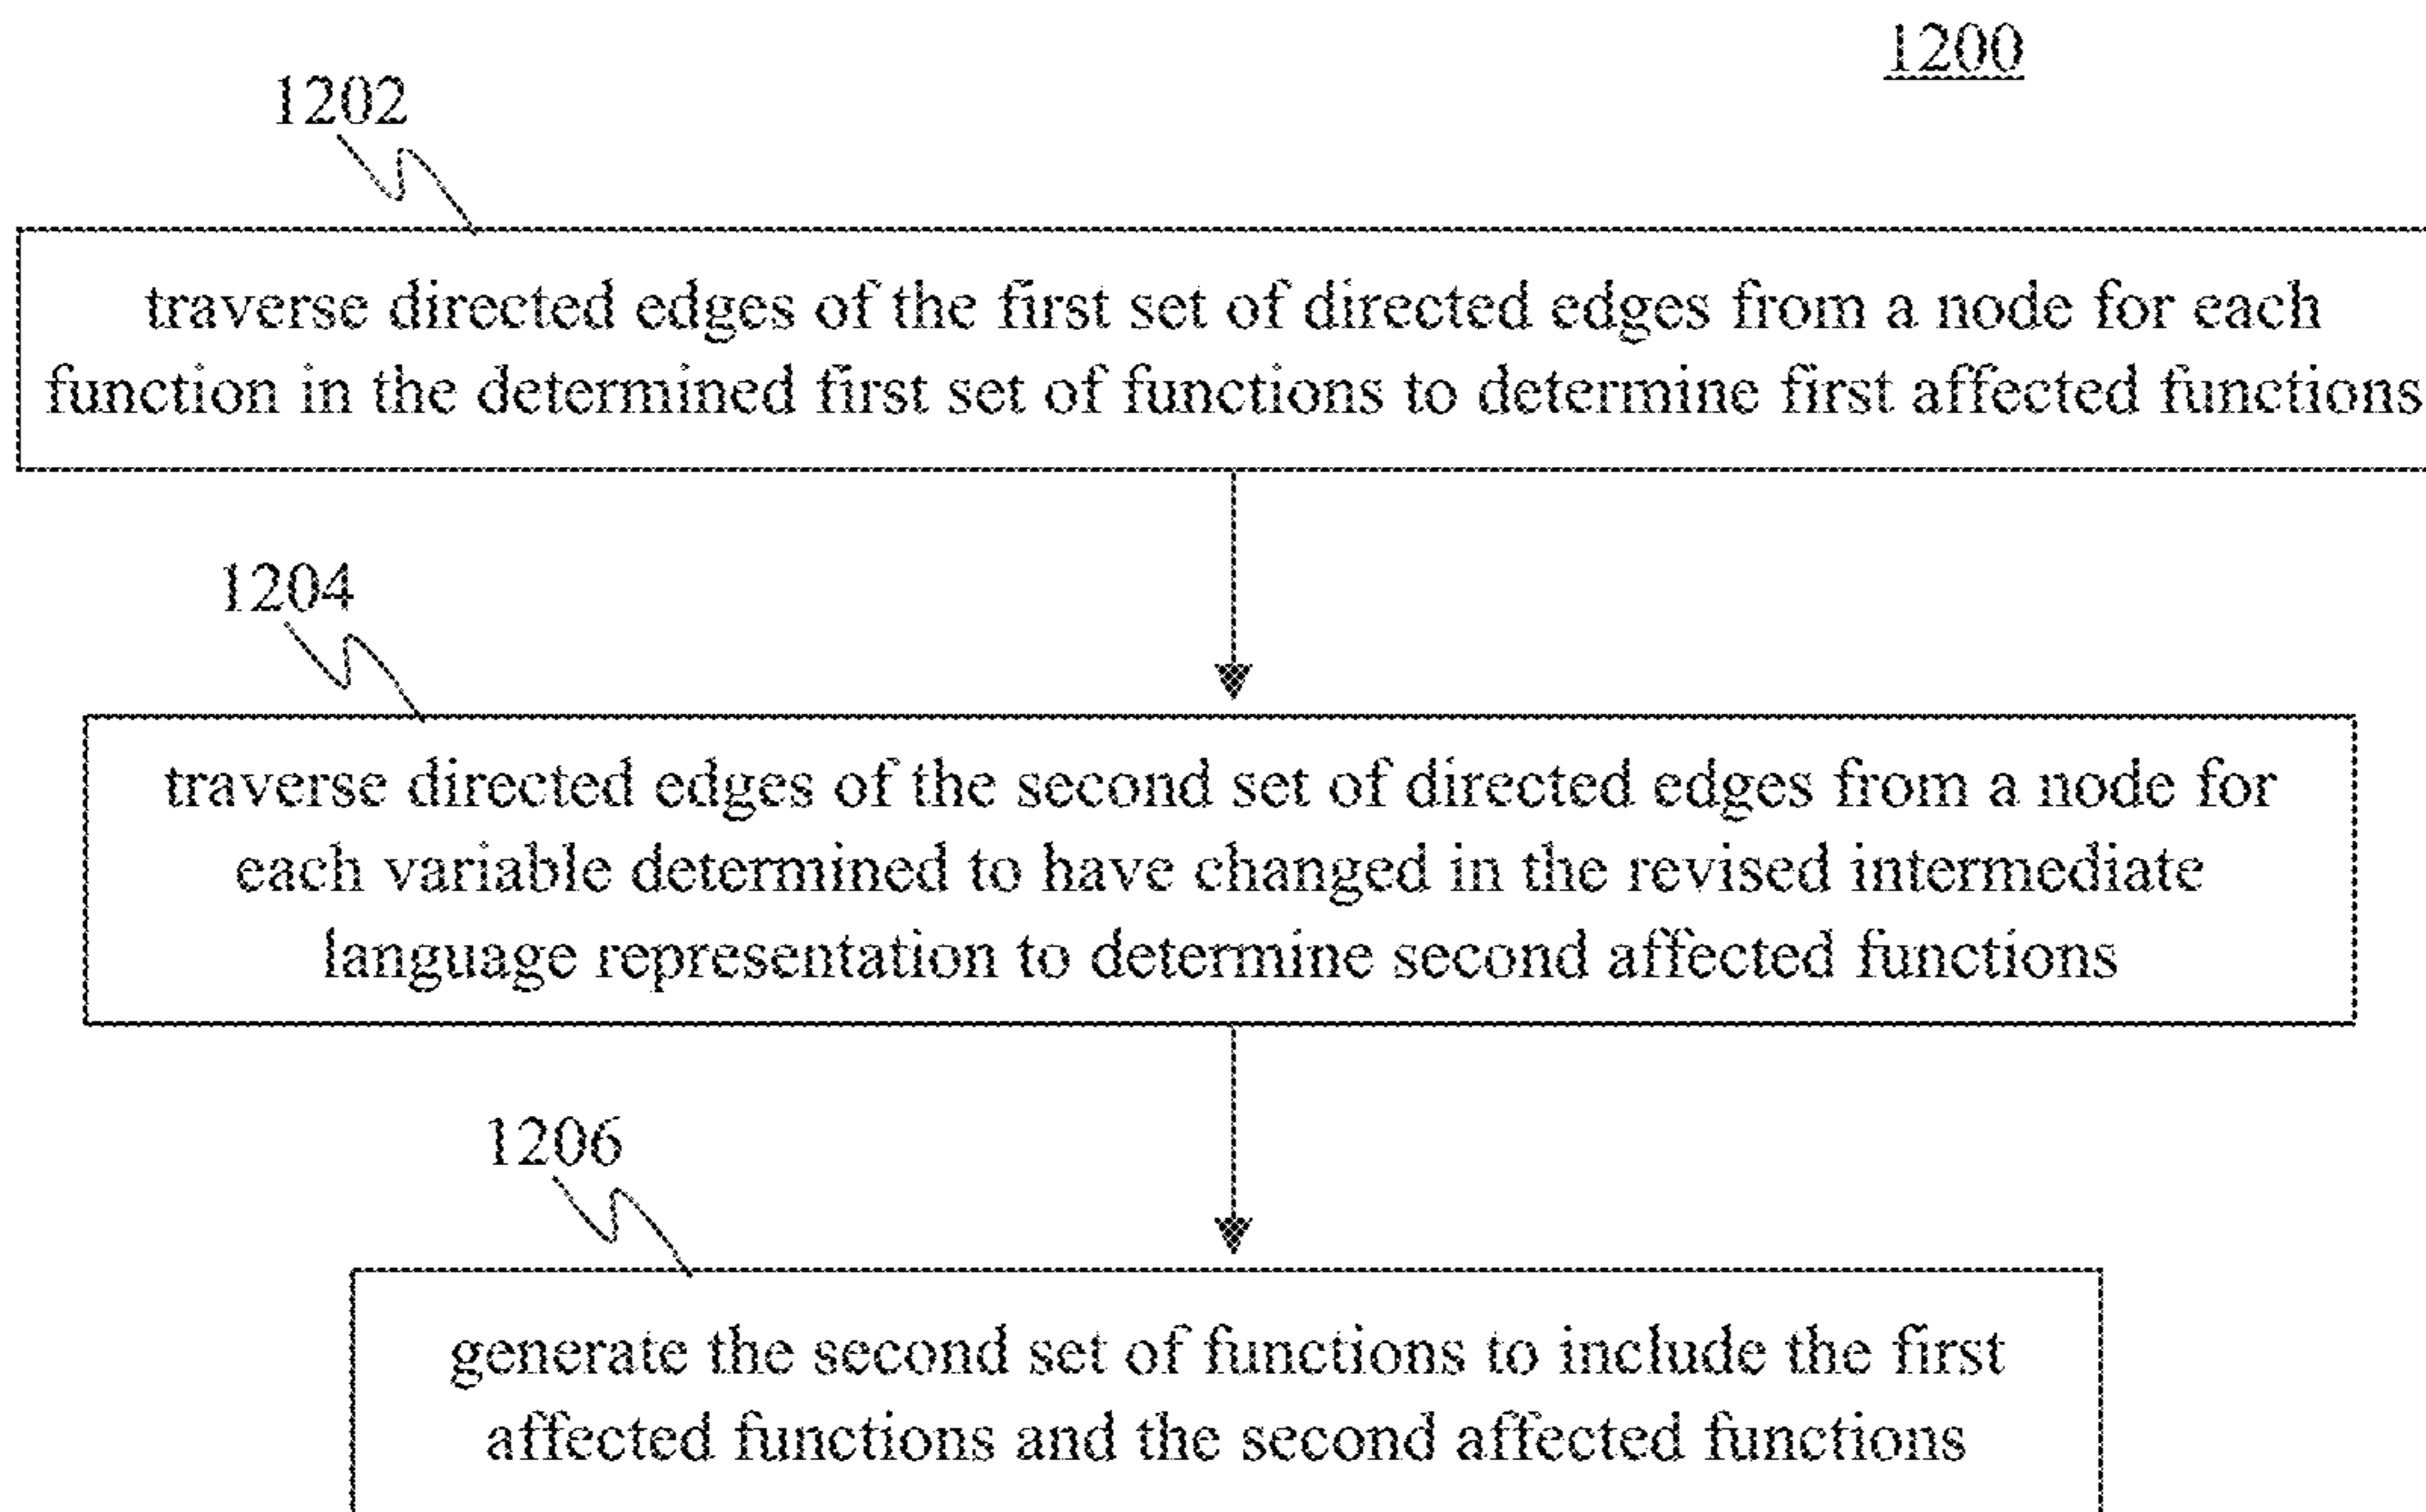 1200
1202
traverse directed edges of the first set of directed edges from a node for each
function in the determined first set of functions to determine first affected functions
1204
traverse directed edges of the second set of directed edges from a node for
each variable determined to have changed in the revised intermediate
language representation to determine second affected functions
1206
generate the second set of functions to include the first
affected functions and the second affected functions